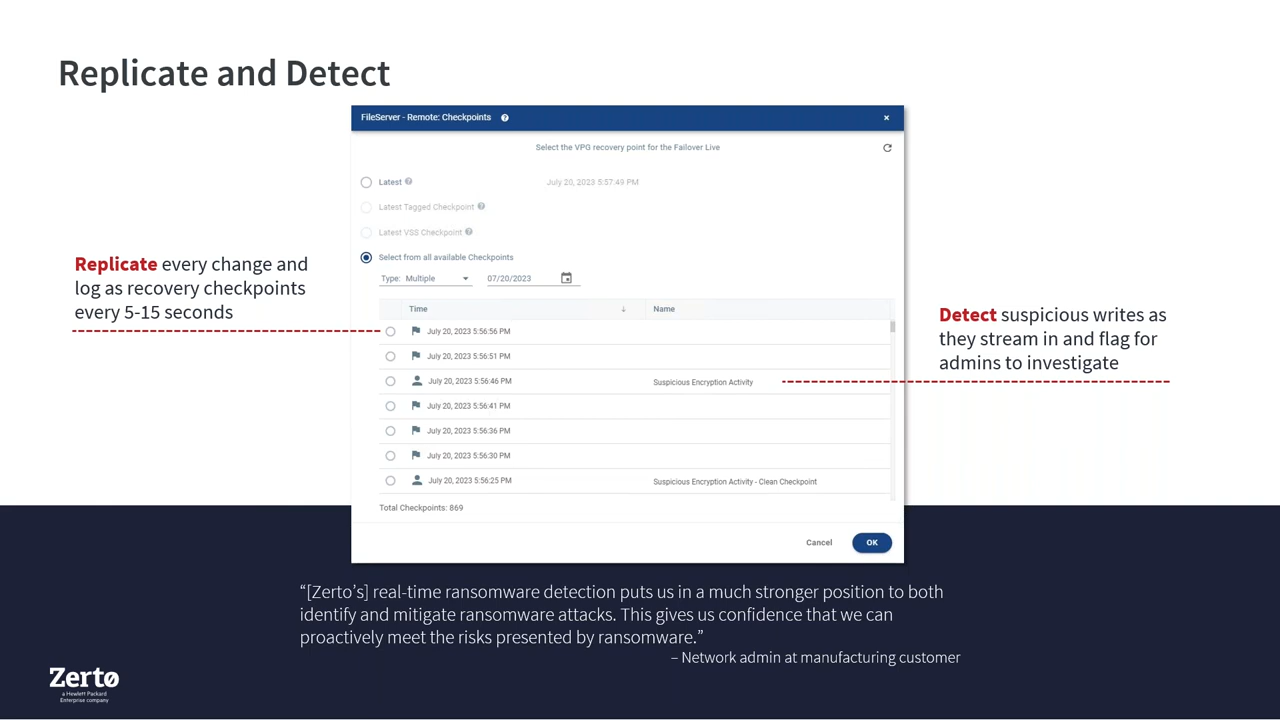 Replicate and Detect
FileServer - Remote: Checkpoints ?
×
Select the VPG recovery point for the Failover Live
Latest ?
July 20, 2023 5:57:49 PM
Latest Tagged Checkpoint ?
Latest VSS Checkpoint ?
Select from all available Checkpoints
Type: Multiple
07/20/2023
Time ↓
Name
July 20, 2023 5:56:56 PM
July 20, 2023 5:56:51 PM
July 20, 2023 5:56:46 PM
Suspicious Encryption Activity
July 20, 2023 5:56:41 PM
July 20, 2023 5:56:36 PM
July 20, 2023 5:56:30 PM
July 20, 2023 5:56:25 PM
Suspicious Encryption Activity - Clean Checkpoint
Total Checkpoints: 869
Cancel
OK
Replicate every change and
log as recovery checkpoints
every 5-15 seconds
Detect suspicious writes as
they stream in and flag for
admins to investigate
“[Zerto’s] real-time ransomware detection puts us in a much stronger position to both
identify and mitigate ransomware attacks. This gives us confidence that we can
proactively meet the risks presented by ransomware.”
– Network admin at manufacturing customer
Zerto
a Hewlett Packard
Enterprise company